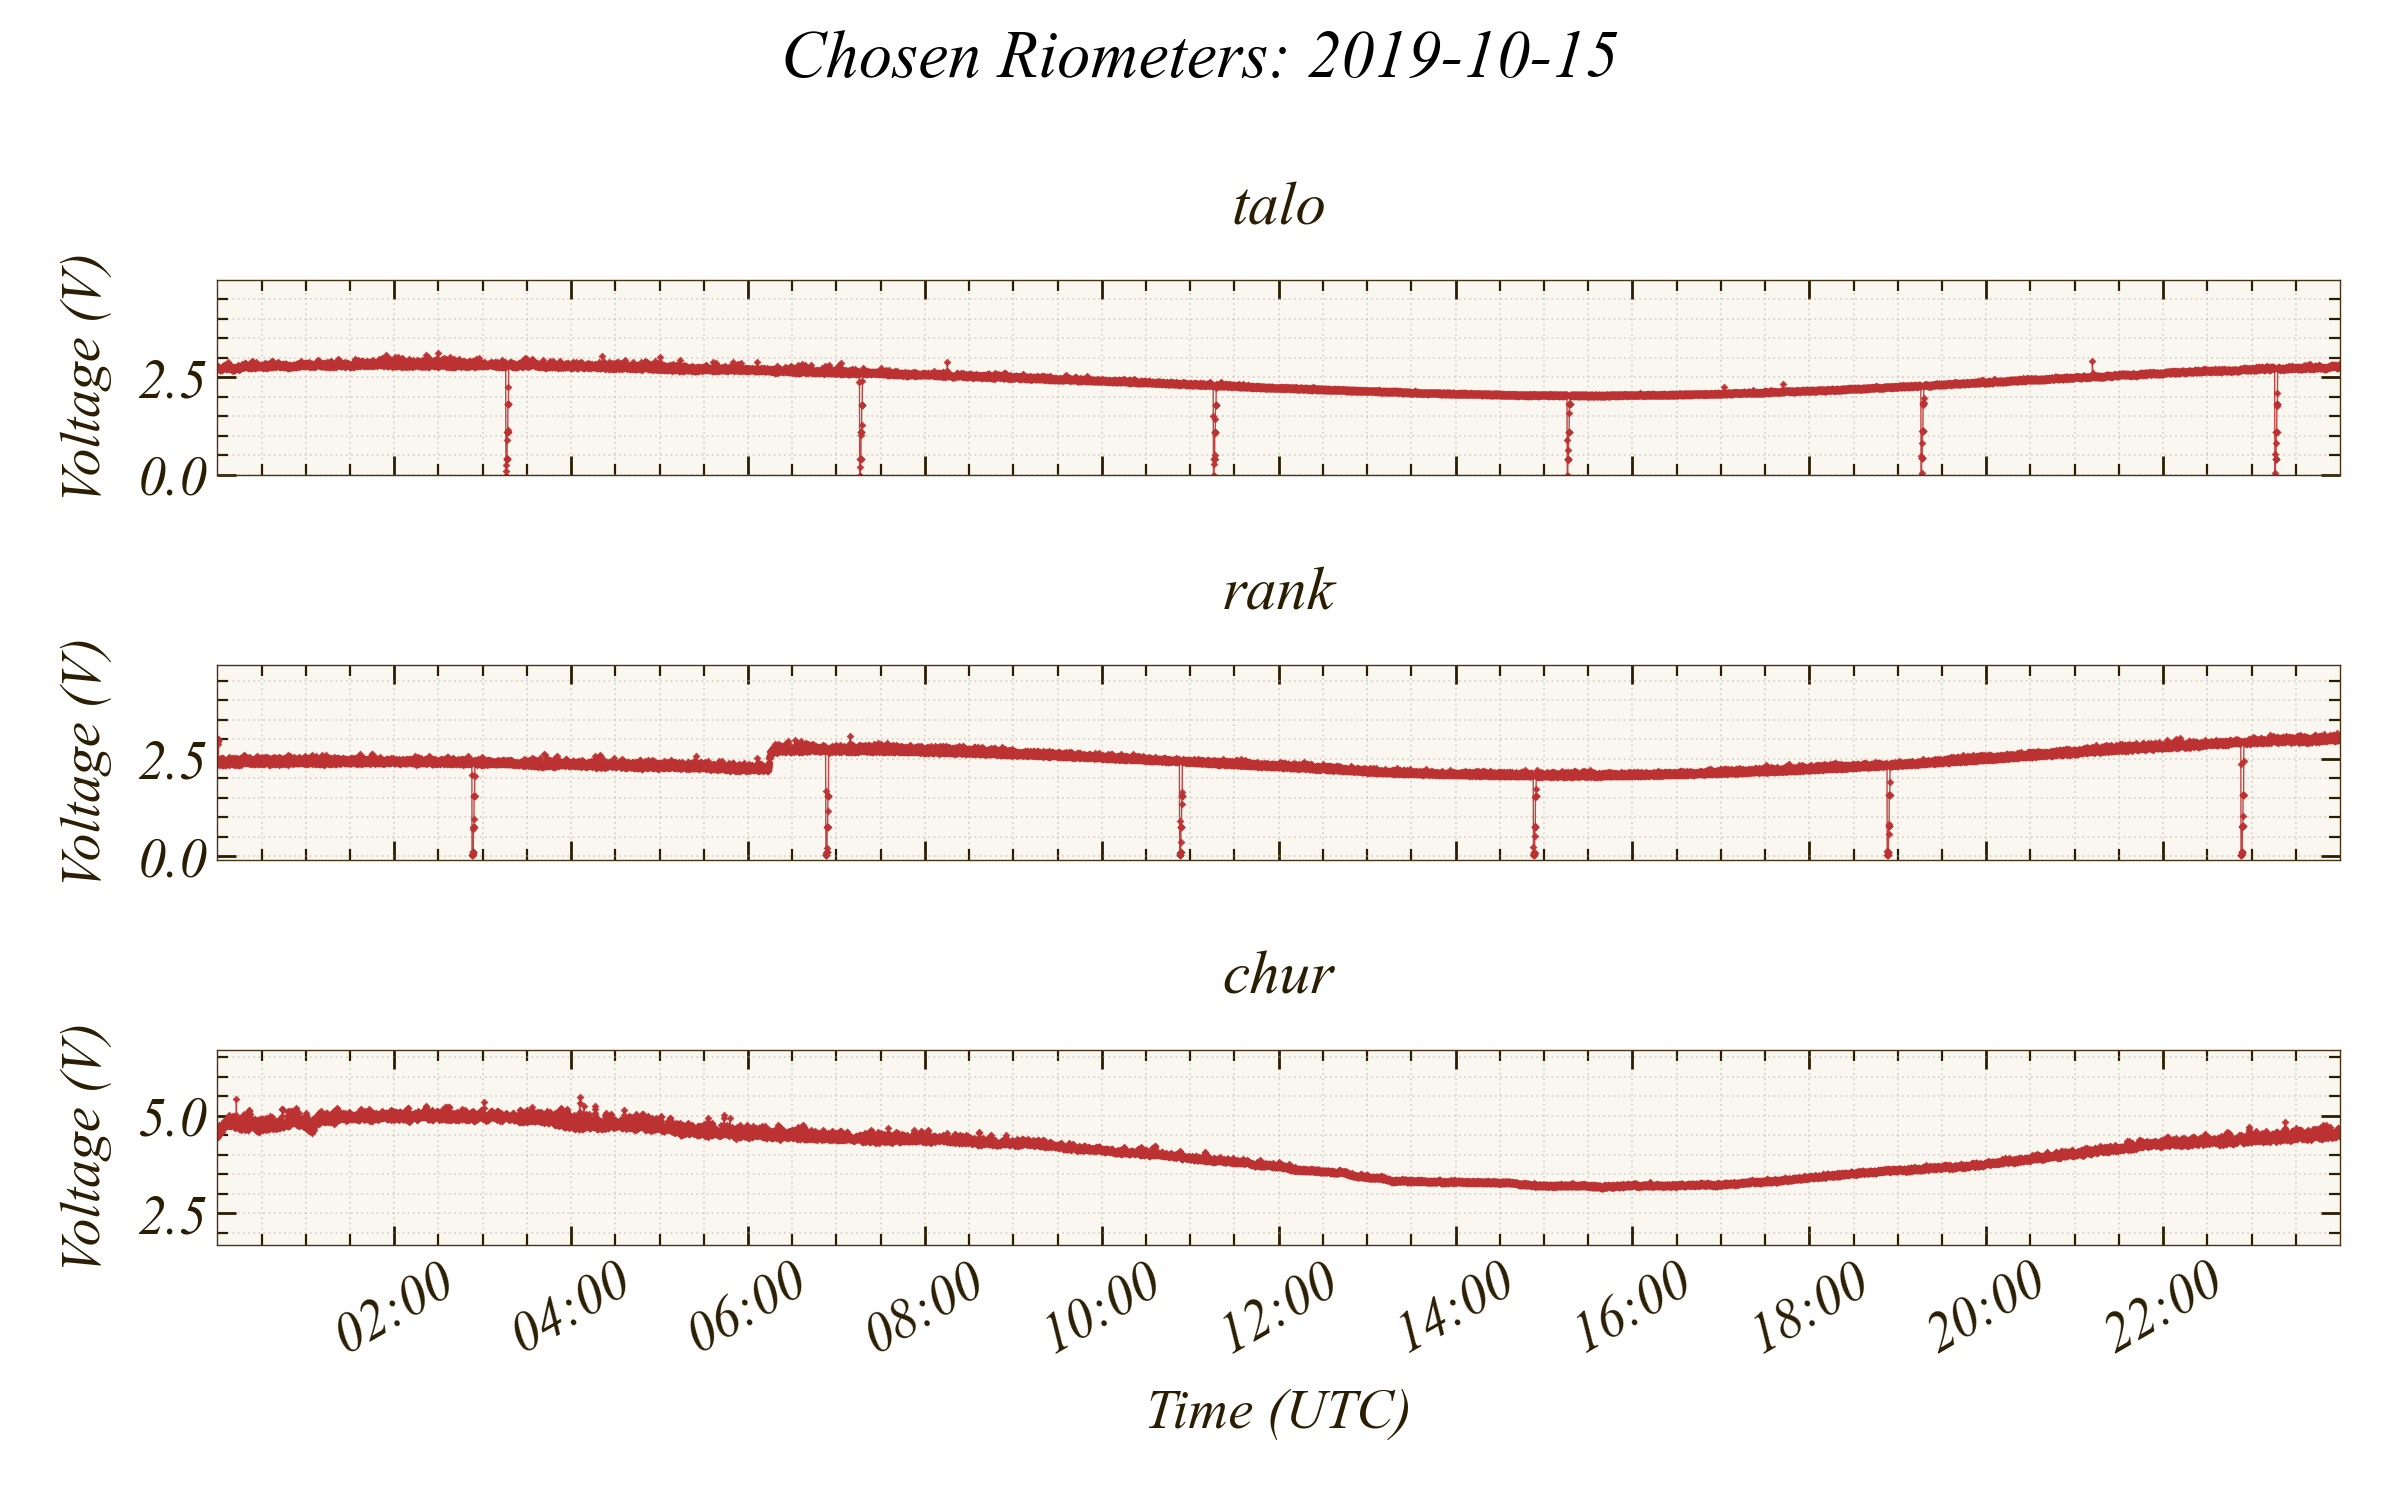 Chosen Riometers: 2019-10-15
talo
Voltage (V)
2.5
0.0
rank
Voltage (V)
2.5
0.0
chur
Voltage (V)
5.0
2.5
02:00 04:00 06:00 08:00 10:00 12:00 14:00 16:00 18:00 20:00 22:00
Time (UTC)